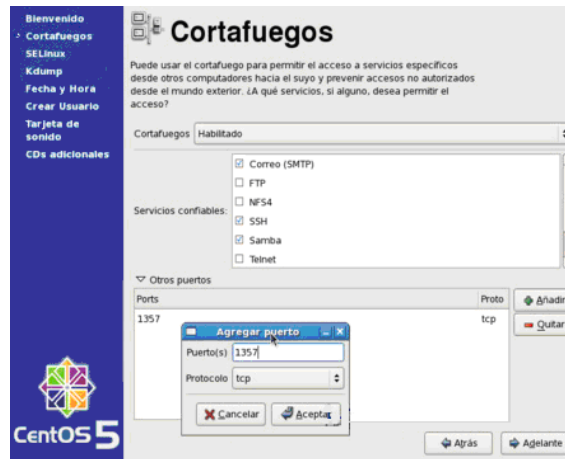 Bienvenido
Cortafuegos
SELinux
Kdump
Fecha y Hora
Crear Usuario
Tarjeta de
sonido
CDs adicionales
Cortafuegos
Puede usar el cortafuego para permitir el acceso a servicios específicos
desde otros computadores hacia el suyo y prevenir accesos no autorizados
desde el mundo exterior. ¿A qué servicios, si alguno, desea permitir el
acceso?
Cortafuegos Habilitado
Servicios confiables:
Correo (SMTP)
FTP
NFS4
SSH
Samba
Telnet
Otros puertos
Ports Proto
1357 tcp
Añadir
Quitar
Agregar puerto
Puerto(s) 1357
Protocolo tcp
Cancelar Aceptar
CentOS 5
Atrás Adelante